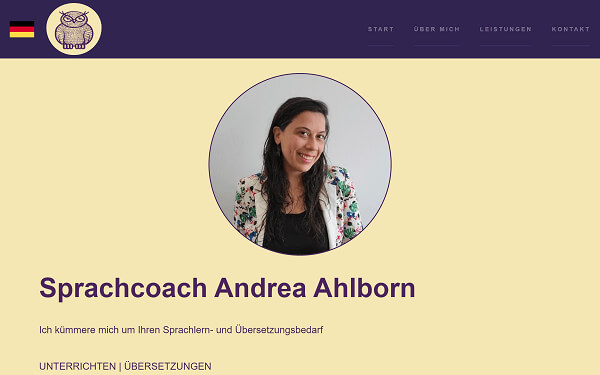 START ÜBER MICH LEISTUNGEN KONTAKT
Sprachcoach Andrea Ahlborn
Ich kümmere mich um Ihren Sprachlern- und Übersetzungsbedarf
UNTERRICHTEN | ÜBERSETZUNGEN